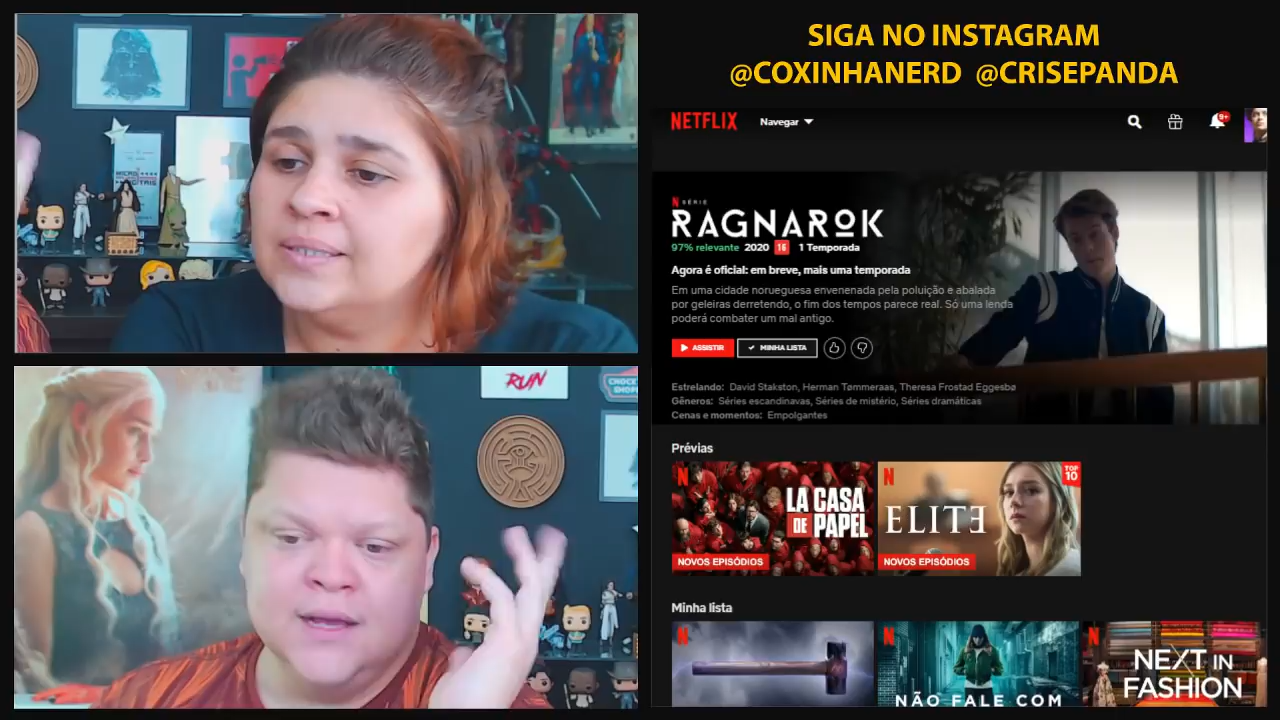 SIGA NO INSTAGRAM
@COXINHANERD @CRISEPANDA
NETFLIX
Navegar
9+
N SÉRIE
RAGNAROK
97% relevante 2020 16 1 Temporada
Agora é oficial: em breve, mais uma temporada
Em uma cidade norueguesa envenenada pela poluição e abalada
por geleiras derretendo, o fim dos tempos parece real. Só uma lenda
poderá combater um mal antigo.
ASSISTIR
MINHA LISTA
Estrelando: David Stakston, Herman Tømmeraas, Theresa Frostad Eggesbø
Gêneros: Séries escandinavas, Séries de mistério, Séries dramáticas
Cenas e momentos: Empolgantes
Prévias
N
LA CASA
DE PAPEL
NOVOS EPISÓDIOS
N
TOP
10
ELITE
NOVOS EPISÓDIOS
Minha lista
N
N
NÃO FALE COM
N
NEXT IN
FASHION
RUN